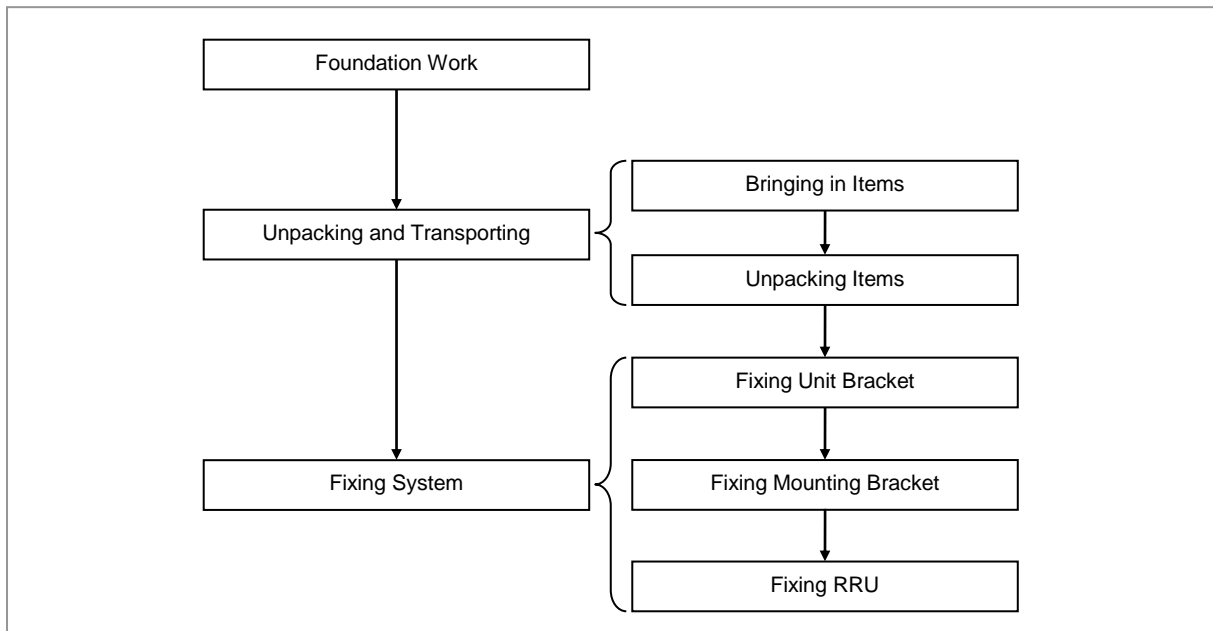 Foundation Work
Bringing in Items
Unpacking and Transporting
Unpacking Items
Fixing Unit Bracket
Fixing System
Fixing Mounting Bracket
Fixing RRU